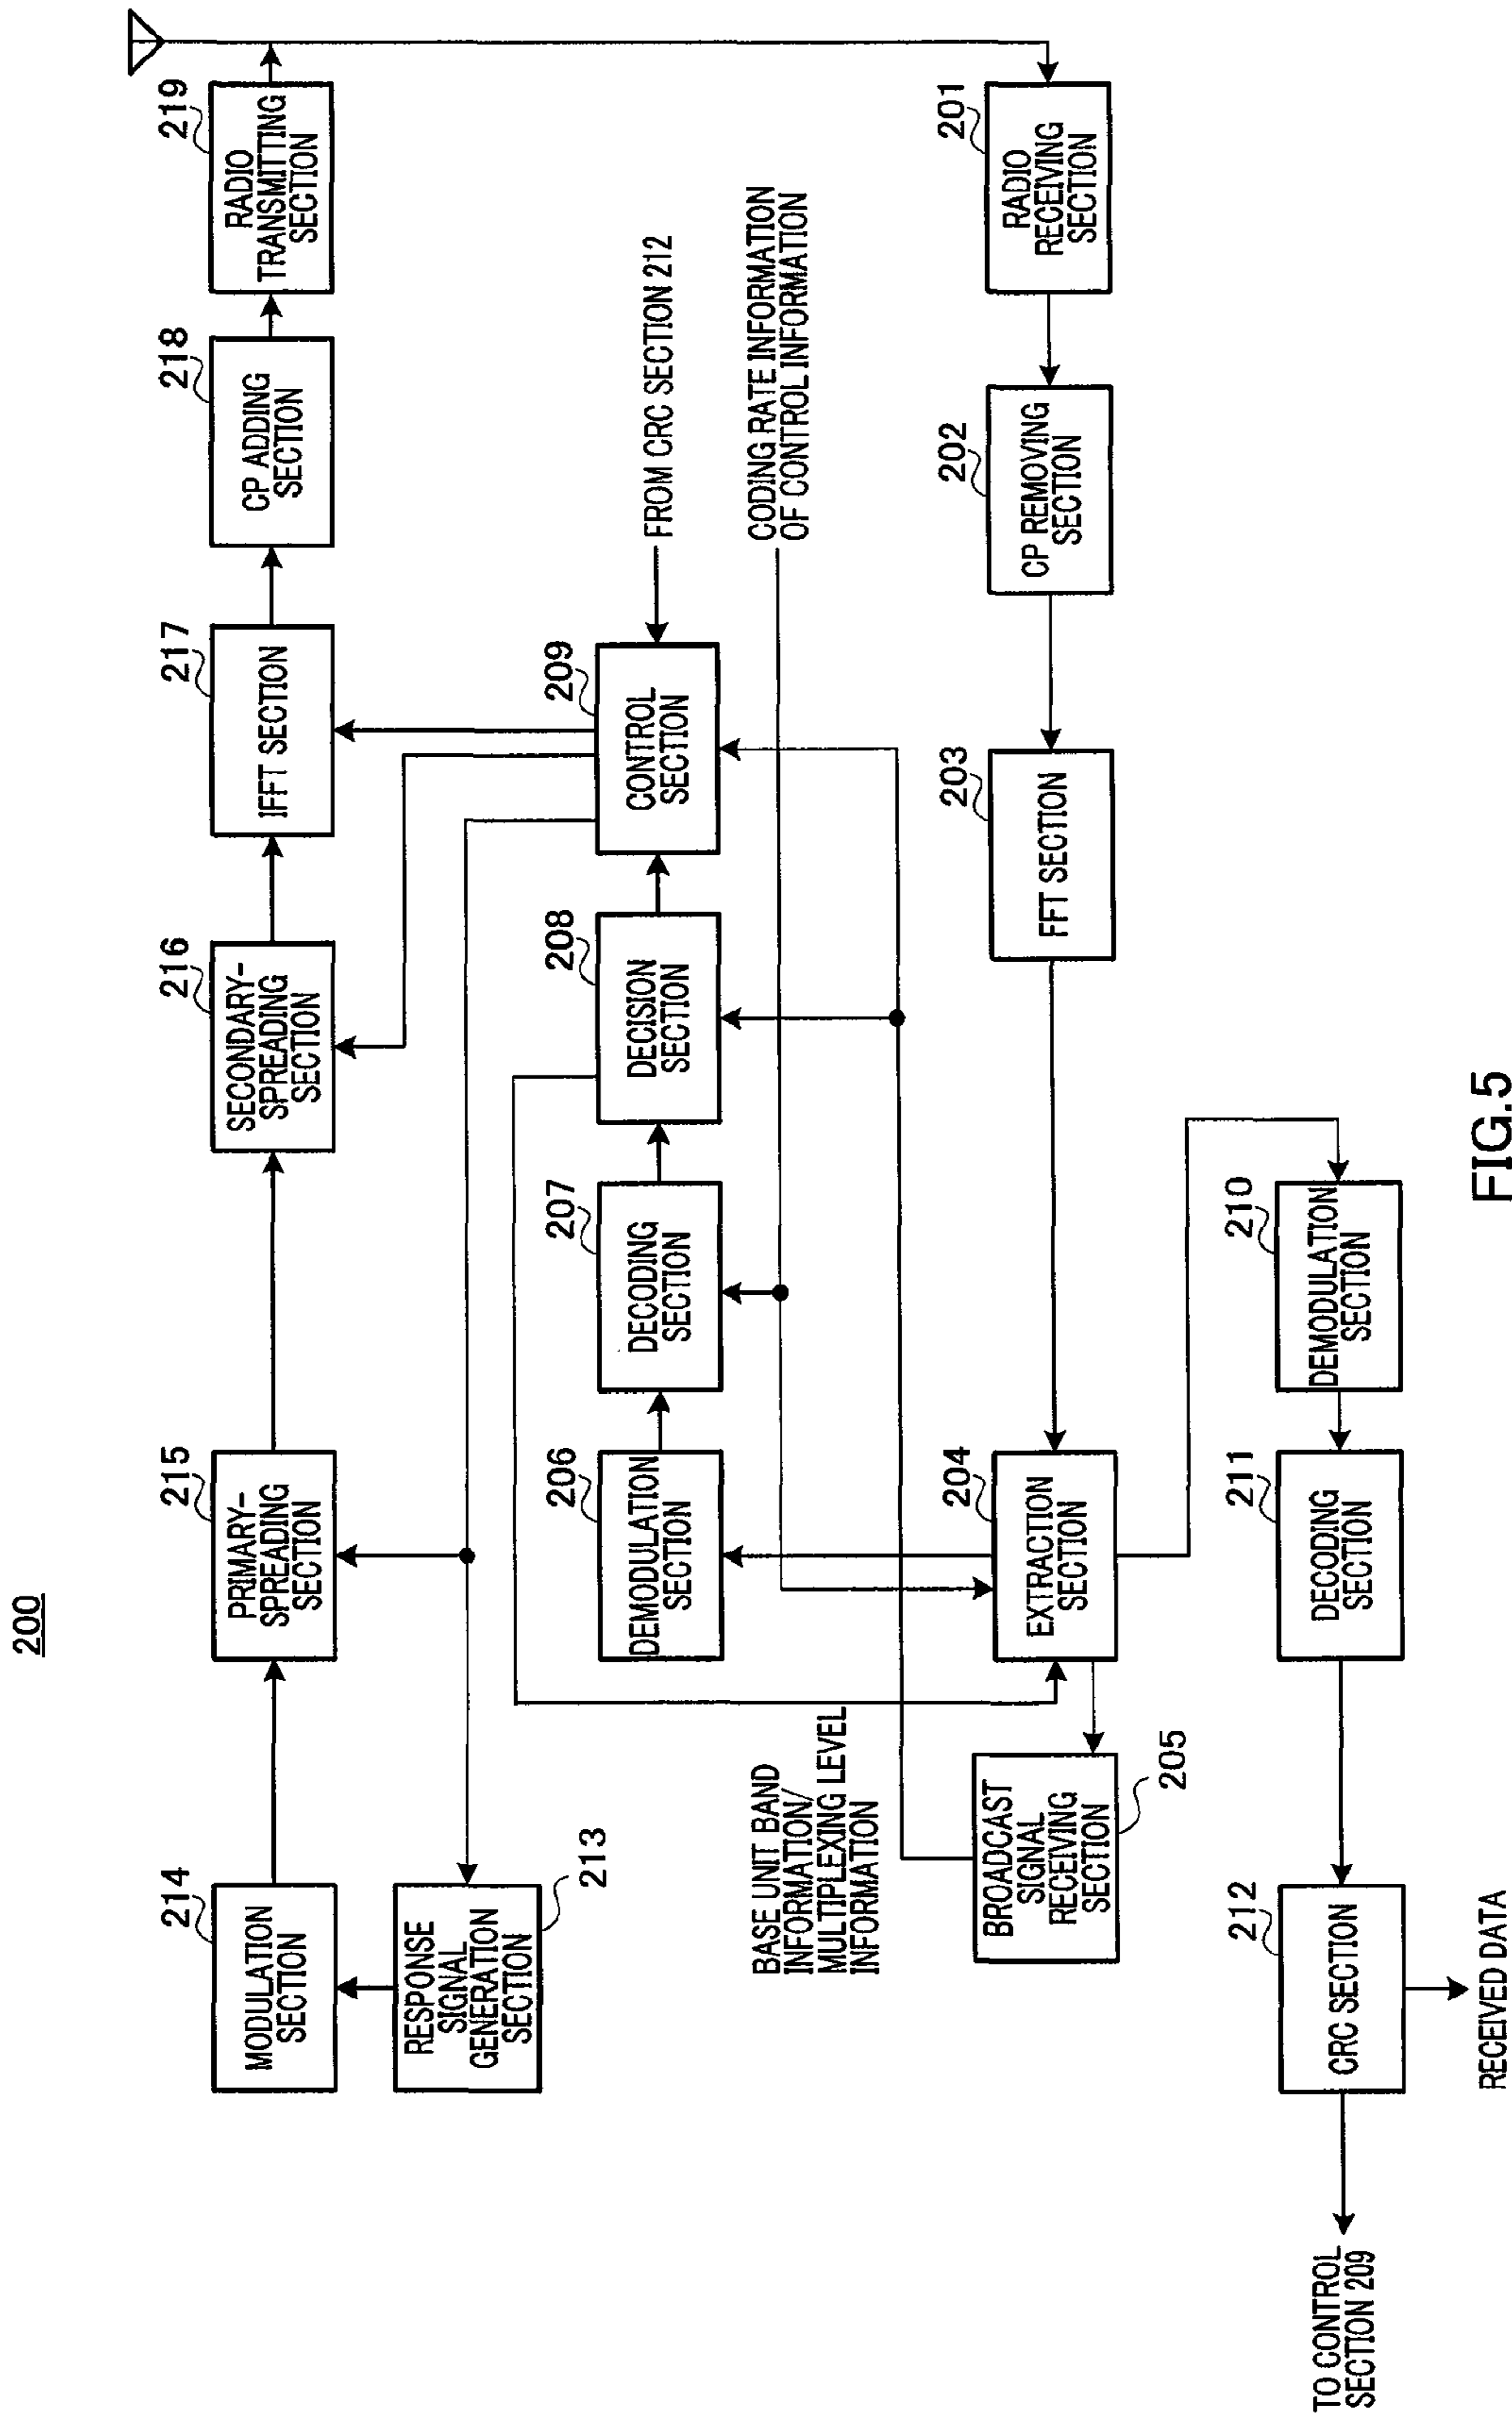 200
219
RADIO
TRANSMITTING
SECTION
218
CP ADDING
SECTION
217
IFFT SECTION
216
SECONDARY-
SPREADING
SECTION
215
PRIMARY-
SPREADING
SECTION
214
MODULATION
SECTION
213
RESPONSE
SIGNAL
GENERATION
SECTION
FROM CRC SECTION 212
209
CONTROL
SECTION
208
DECISION
SECTION
207
DECODING
SECTION
206
DEMODULATION
SECTION
CODING RATE INFORMATION
OF CONTROL INFORMATION
BASE UNIT BAND
INFORMATION/
MULTIPLEXING LEVEL
INFORMATION
201
RADIO
RECEIVING
SECTION
202
CP REMOVING
SECTION
203
FFT SECTION
204
EXTRACTION
SECTION
BROADCAST
SIGNAL
RECEIVING
SECTION
205
210
DEMODULATION
SECTION
211
DECODING
SECTION
212
CRC SECTION
TO CONTROL
SECTION 209
RECEIVED DATA
FIG.5